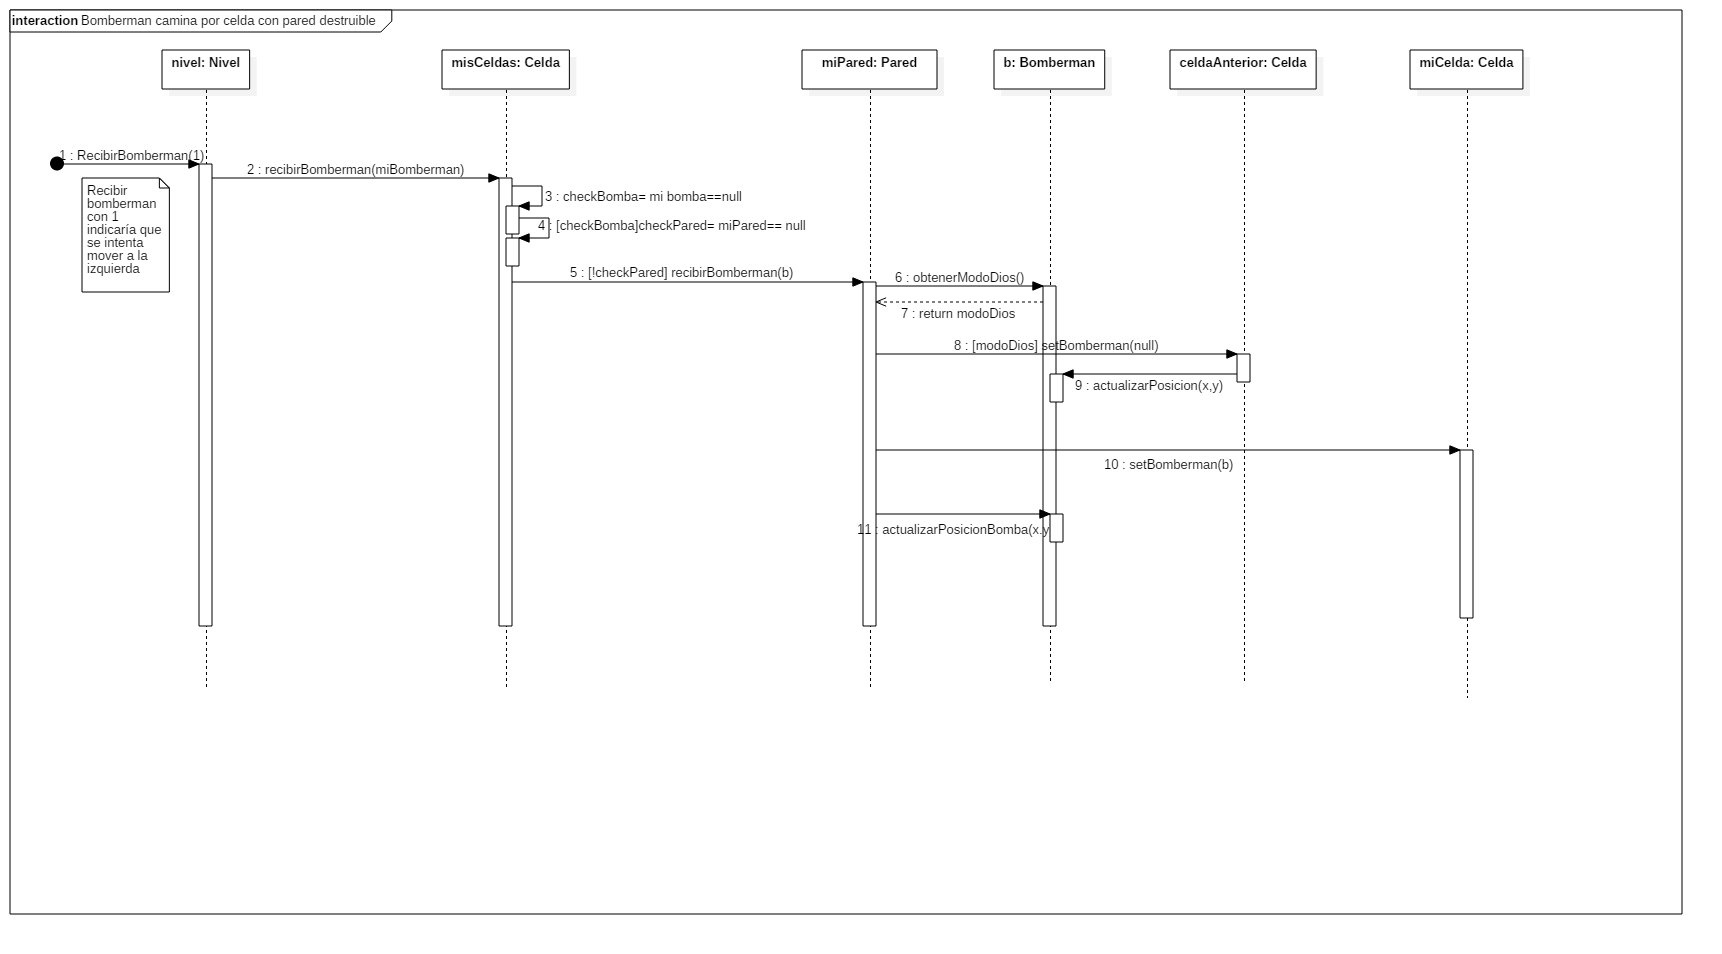 interaction Bomberman camina por celda con pared destruible
nivel: Nivel
misCeldas: Celda
miPared: Pared
b: Bomberman
celdaAnterior: Celda
miCelda: Celda
1 : RecibirBomberman(1)
2 : recibirBomberman(miBomberman)
Recibir
bomberman
con 1
indicaría que
se intenta
mover a la
izquierda
3 : checkBomba= mi bomba==null
4 : [checkBomba]checkPared= miPared== null
5 : [!checkPared] recibirBomberman(b)
6 : obtenerModoDios()
7 : return modoDios
8 : [modoDios] setBomberman(null)
9 : actualizarPosicion(x,y)
10 : setBomberman(b)
11 : actualizarPosicionBomba(x.y